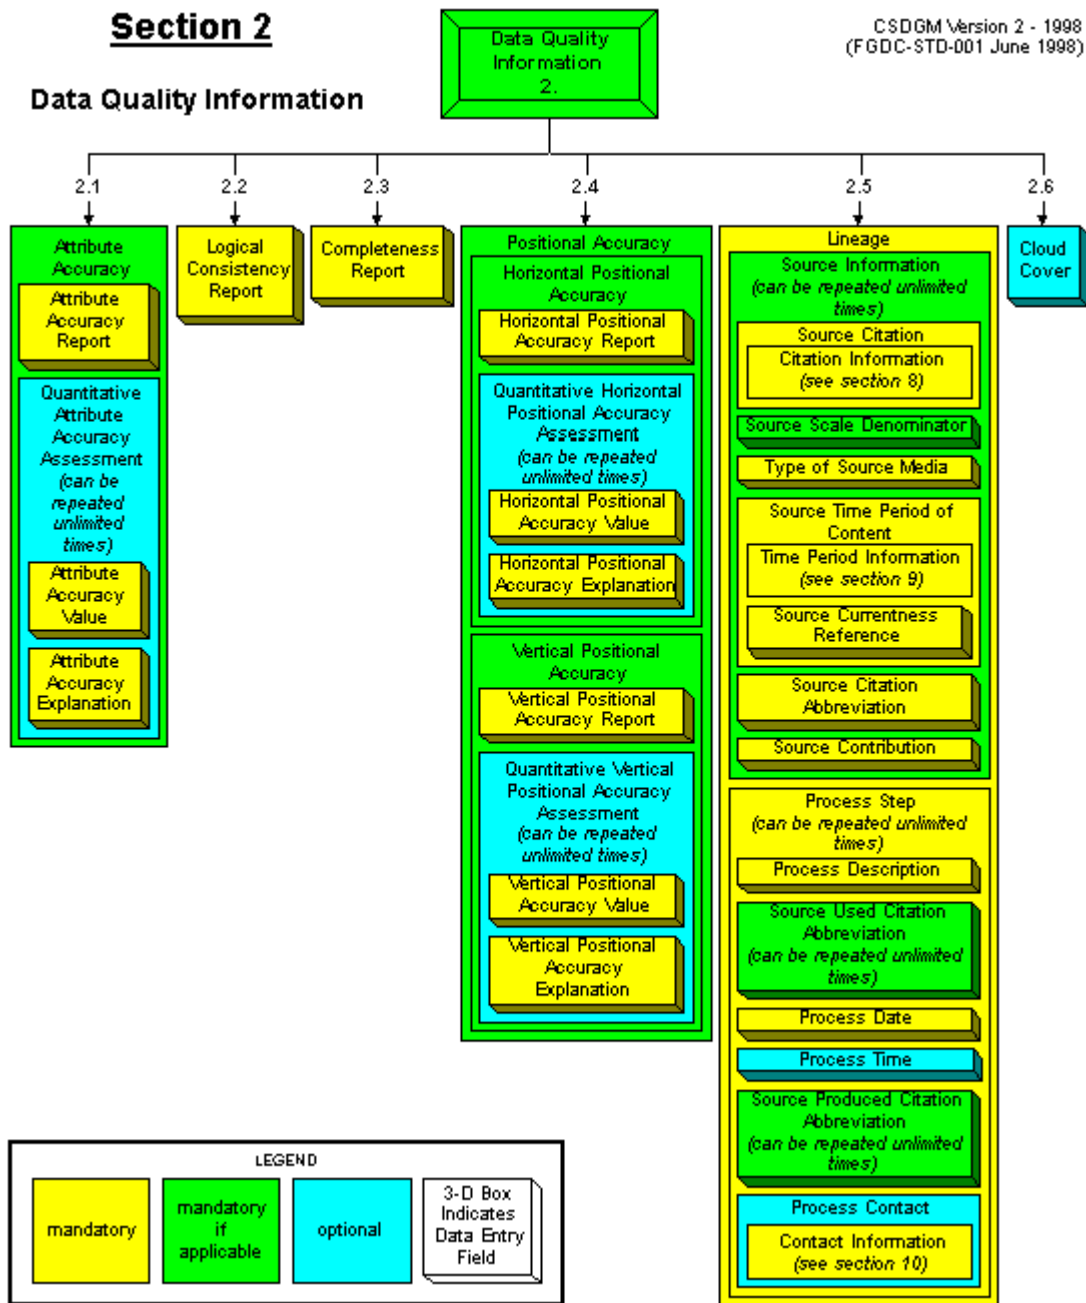 Section 2
CSDGM Version 2 - 1998
(FGDC-STD-001 June 1998)
Data Quality Information
Data Quality
Information
2.
2.1
2.2
2.3
2.4
2.5
2.6
Attribute
Accuracy
Attribute
Accuracy
Report
Quantitative
Attribute
Accuracy
Assessment
(can be
repeated
unlimited
times)
Attribute
Accuracy
Value
Attribute
Accuracy
Explanation
Logical
Consistency
Report
Completeness
Report
Positional Accuracy
Horizontal Positional
Accuracy
Horizontal Positional
Accuracy Report
Quantitative Horizontal
Positional Accuracy
Assessment
(can be repeated
unlimited times)
Horizontal Positional
Accuracy Value
Horizontal Positional
Accuracy Explanation
Vertical Positional
Accuracy
Vertical Positional
Accuracy Report
Quantitative Vertical
Positional Accuracy
Assessment
(can be repeated
unlimited times)
Vertical Positional
Accuracy Value
Vertical Positional
Accuracy
Explanation
Lineage
Source Information
(can be repeated unlimited
times)
Source Citation
Citation Information
(see section 8)
Source Scale Denominator
Type of Source Media
Source Time Period of
Content
Time Period Information
(see section 9)
Source Currentness
Reference
Source Citation
Abbreviation
Source Contribution
Process Step
(can be repeated unlimited
times)
Process Description
Source Used Citation
Abbreviation
(can be repeated unlimited
times)
Process Date
Process Time
Source Produced Citation
Abbreviation
(can be repeated unlimited
times)
Process Contact
Contact Information
(see section 10)
Cloud
Cover
LEGEND
mandatory
mandatory
if
applicable
optional
3-D Box
Indicates
Data Entry
Field